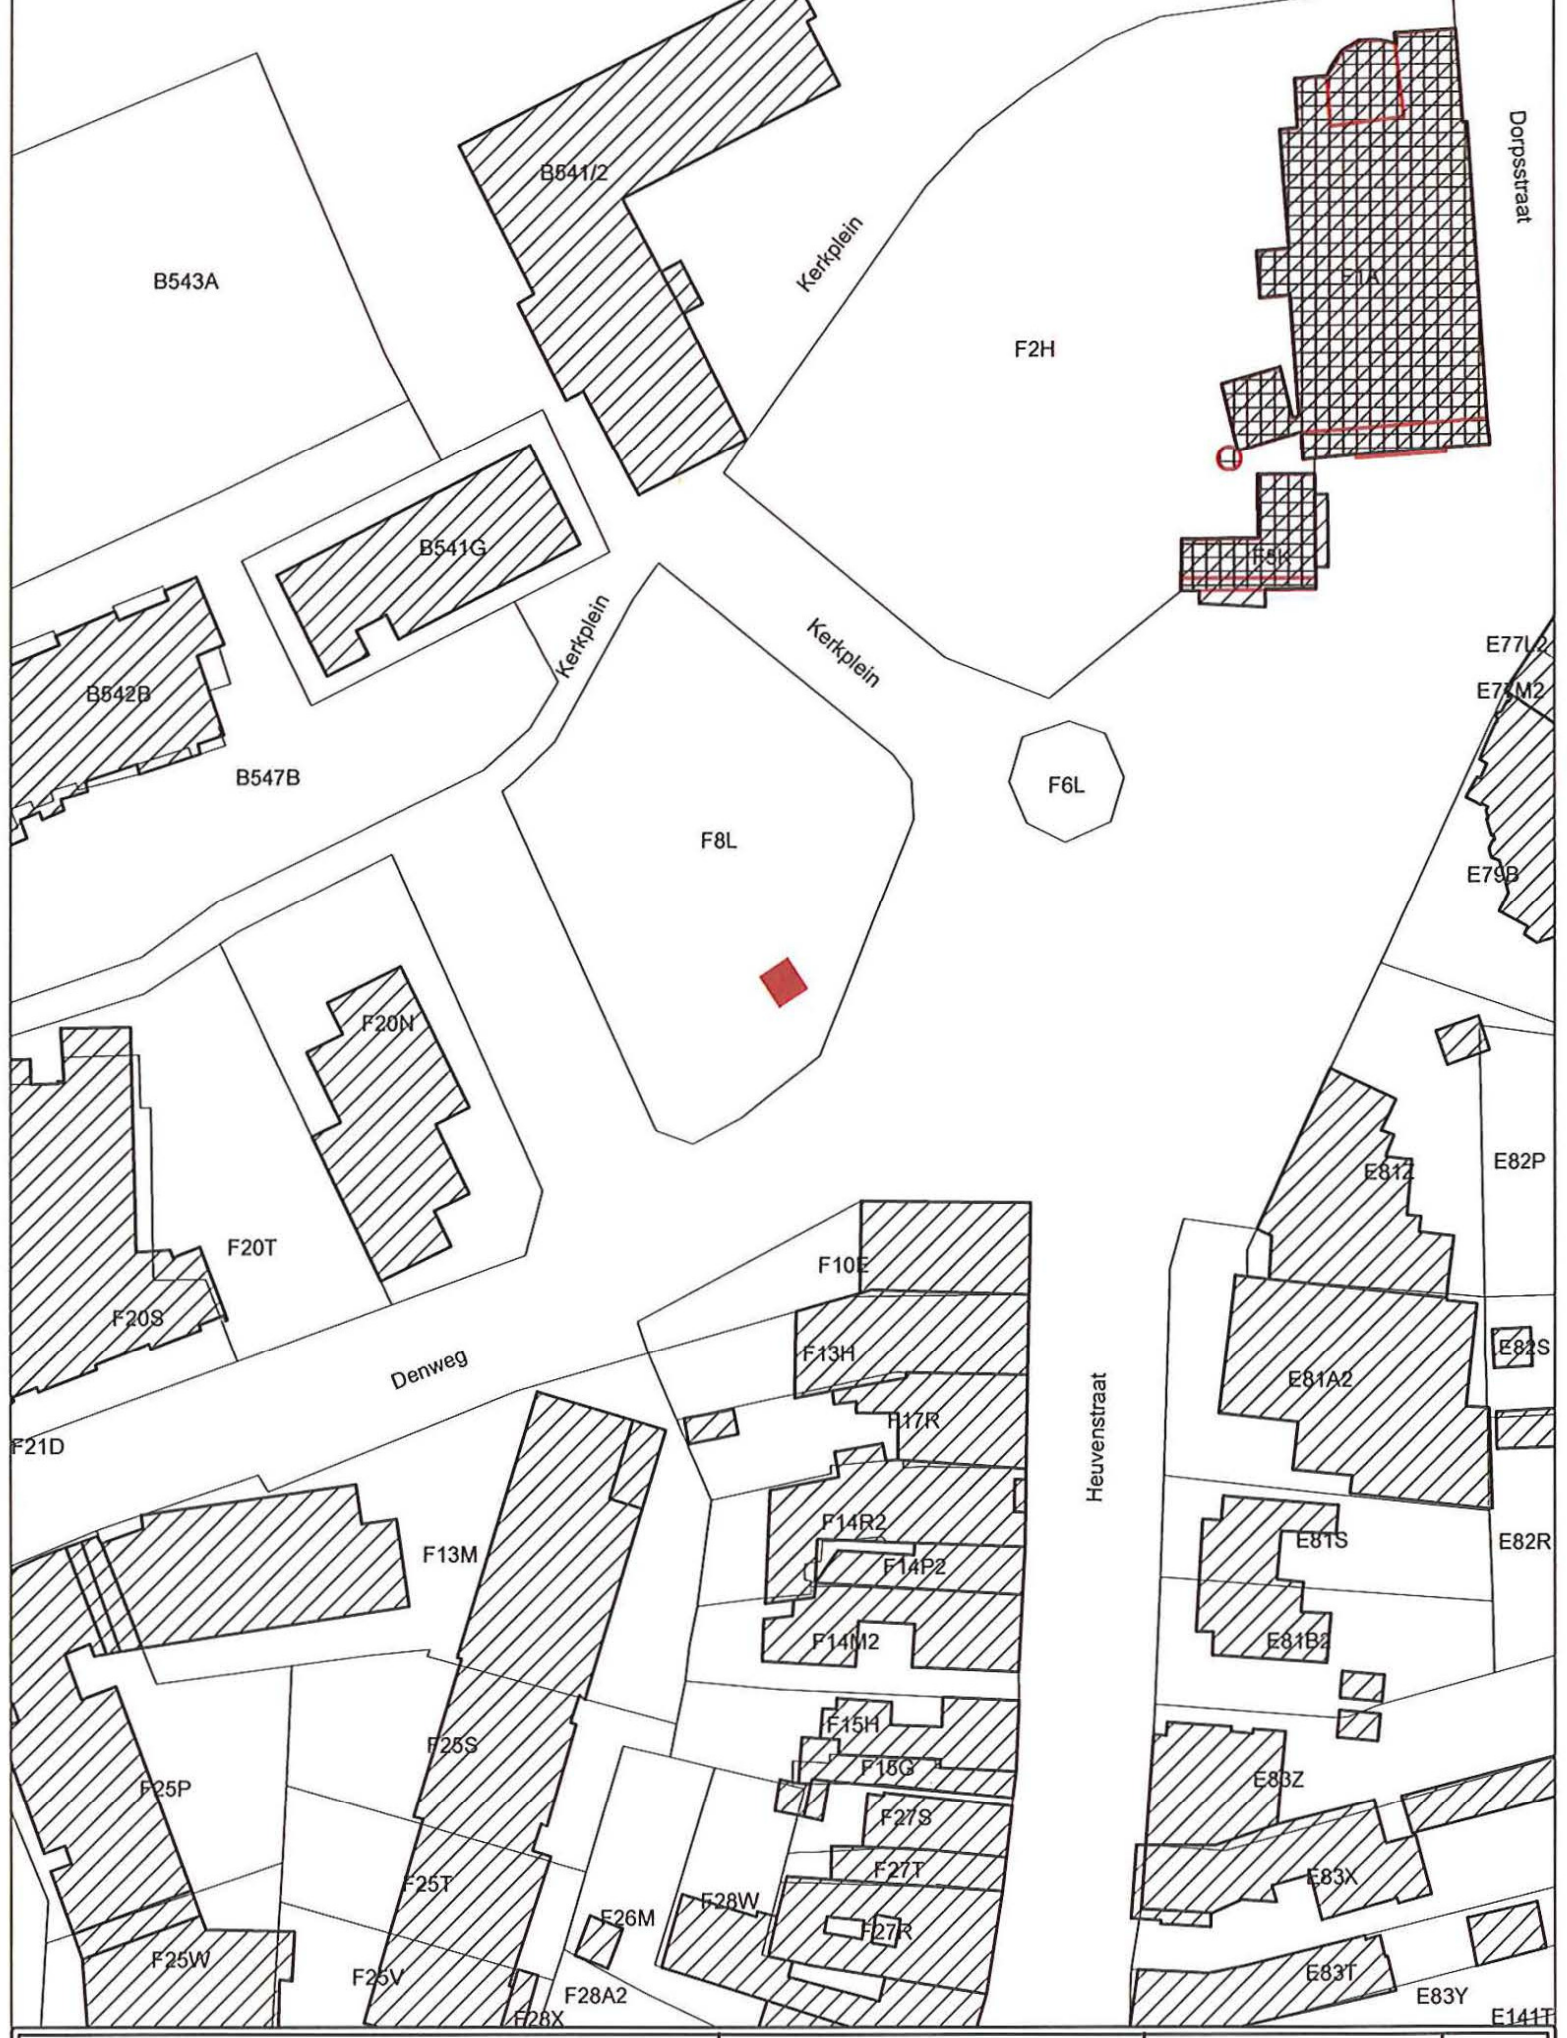 Dorpsstraat
B541/2
Kerkplein
B543A
F1A
F2H
B541G
F5K
Kerkplein
Kerkplein
E77L2
E77M2
B542B
B547B
F6L
F8L
E79B
F20N
E82P
E81Z
F20T
F10E
F20S
E82S
F13H
Denweg
E81A2
F17R
Heuvenstraat
F21D
F14R2
E81S
E82R
F13M
F14P2
F14M2
E81B2
F15H
F25S
F15G
E83Z
F25P
F27S
F27T
E83X
F25T
F28W
F26M
F27R
F25W
F25V
E83T
F28A2
E83Y
F28X
E141T